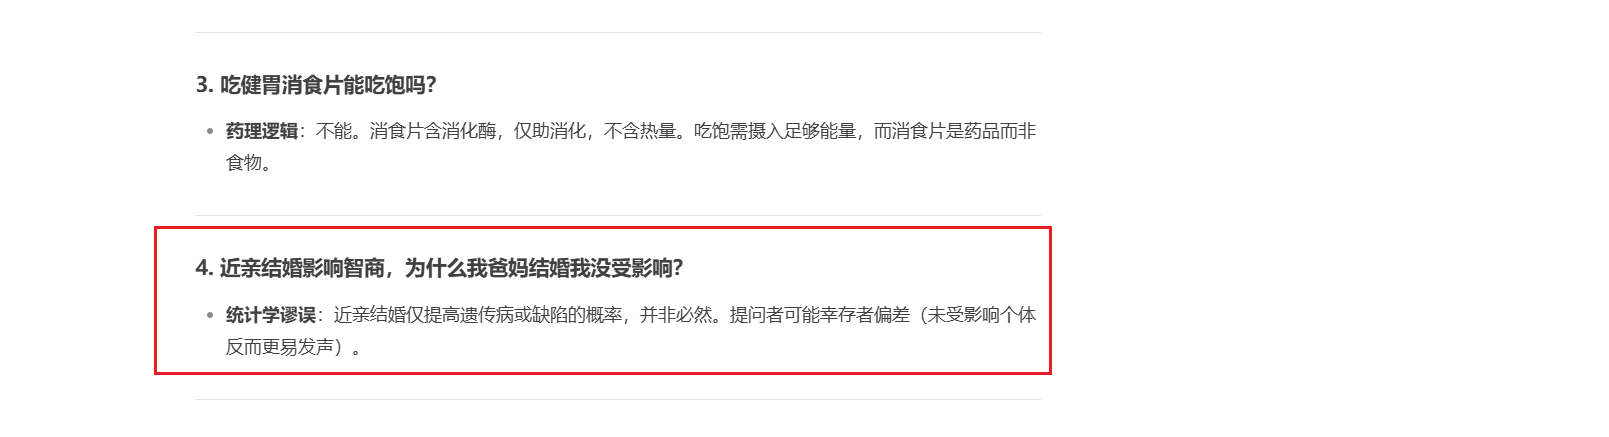 3. 吃健胃消食片能吃饱吗？
药理逻辑：不能。消食片含消化酶，仅助消化，不含热量。吃饱需摄入足够能量，而消食片是药品而非
食物。
4. 近亲结婚影响智商，为什么我爸妈结婚我没受影响？
统计学谬误：近亲结婚仅提高遗传病或缺陷的概率，并非必然。提问者可能幸存者偏差（未受影响个体
反而更易发声）。